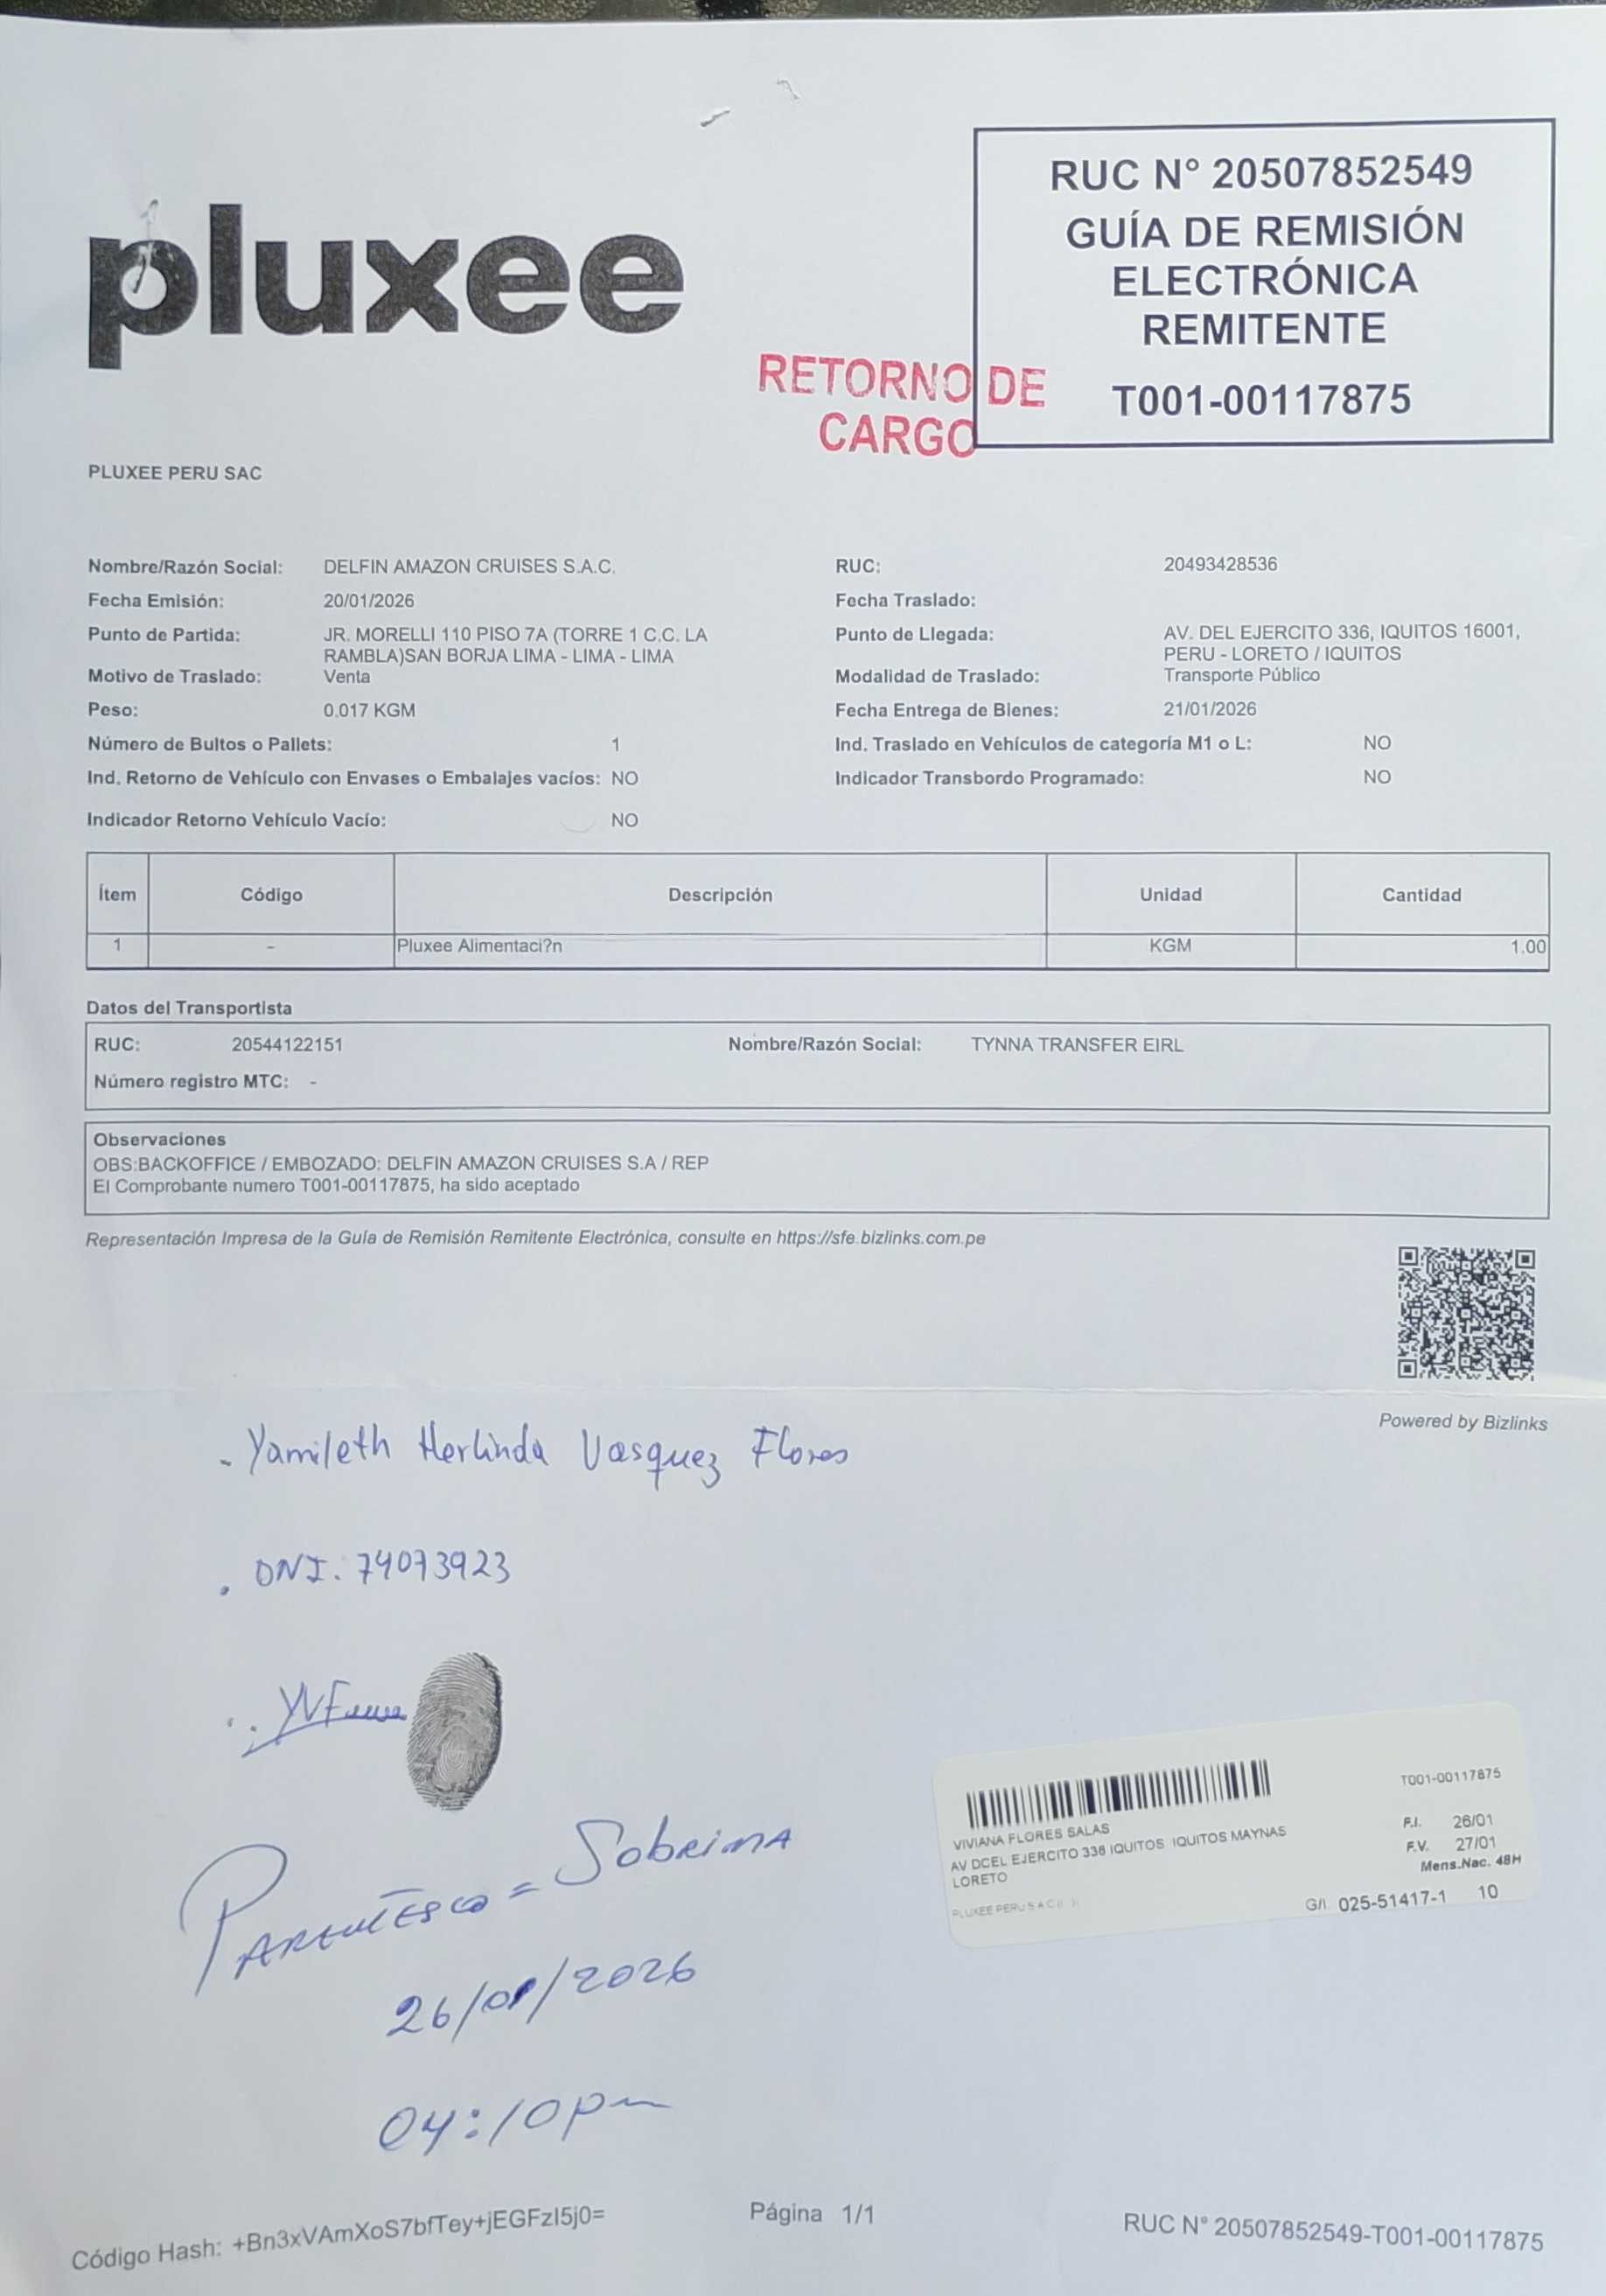 pluxee
RUC N° 20507852549
GUÍA DE REMISIÓN
ELECTRÓNICA
REMITENTE
T001-00117875
RETORNO DE
CARGO
PLUXEE PERU SAC
Nombre/Razón Social: DELFIN AMAZON CRUISES S.A.C. RUC: 20493428536
Fecha Emisión: 20/01/2026 Fecha Traslado:
Punto de Partida: JR. MORELLI 110 PISO 7A (TORRE 1 C.C. LA Punto de Llegada: AV. DEL EJERCITO 336, IQUITOS 16001,
RAMBLA)SAN BORJA LIMA - LIMA - LIMA PERU - LORETO / IQUITOS
Motivo de Traslado: Venta Modalidad de Traslado: Transporte Público
Peso: 0.017 KGM Fecha Entrega de Bienes: 21/01/2026
Número de Bultos o Pallets: 1 Ind. Traslado en Vehículos de categoría M1 o L: NO
Ind. Retorno de Vehículo con Envases o Embalajes vacíos: NO Indicador Transbordo Programado: NO
Indicador Retorno Vehículo Vacío: NO
Ítem Código Descripción Unidad Cantidad
1 - Pluxee Alimentaci?n KGM 1.00
Datos del Transportista
RUC: 20544122151 Nombre/Razón Social: TYNNA TRANSFER EIRL
Número registro MTC: -
Observaciones
OBS:BACKOFFICE / EMBOZADO: DELFIN AMAZON CRUISES S.A / REP
El Comprobante numero T001-00117875, ha sido aceptado
Representación Impresa de la Guía de Remisión Remitente Electrónica, consulte en https://sfe.bizlinks.com.pe
Powered by Bizlinks
- Yamileth Herlinda Vasquez Flores
. DNI: 74073923
YVF
Parentesco = Sobrina
26/01/2026
04:10pm
T001-00117875
VIVIANA FLORES SALAS
F.I. 26/01
AV DCEL EJERCITO 336 IQUITOS IQUITOS MAYNAS
F.V. 27/01
LORETO
Mens.Nac. 48H
PLUXEE PERU S A C
G/I 025-51417-1 10
Código Hash: +Bn3xVAmXoS7bfTey+jEGFzI5j0= Página 1/1 RUC N° 20507852549-T001-00117875